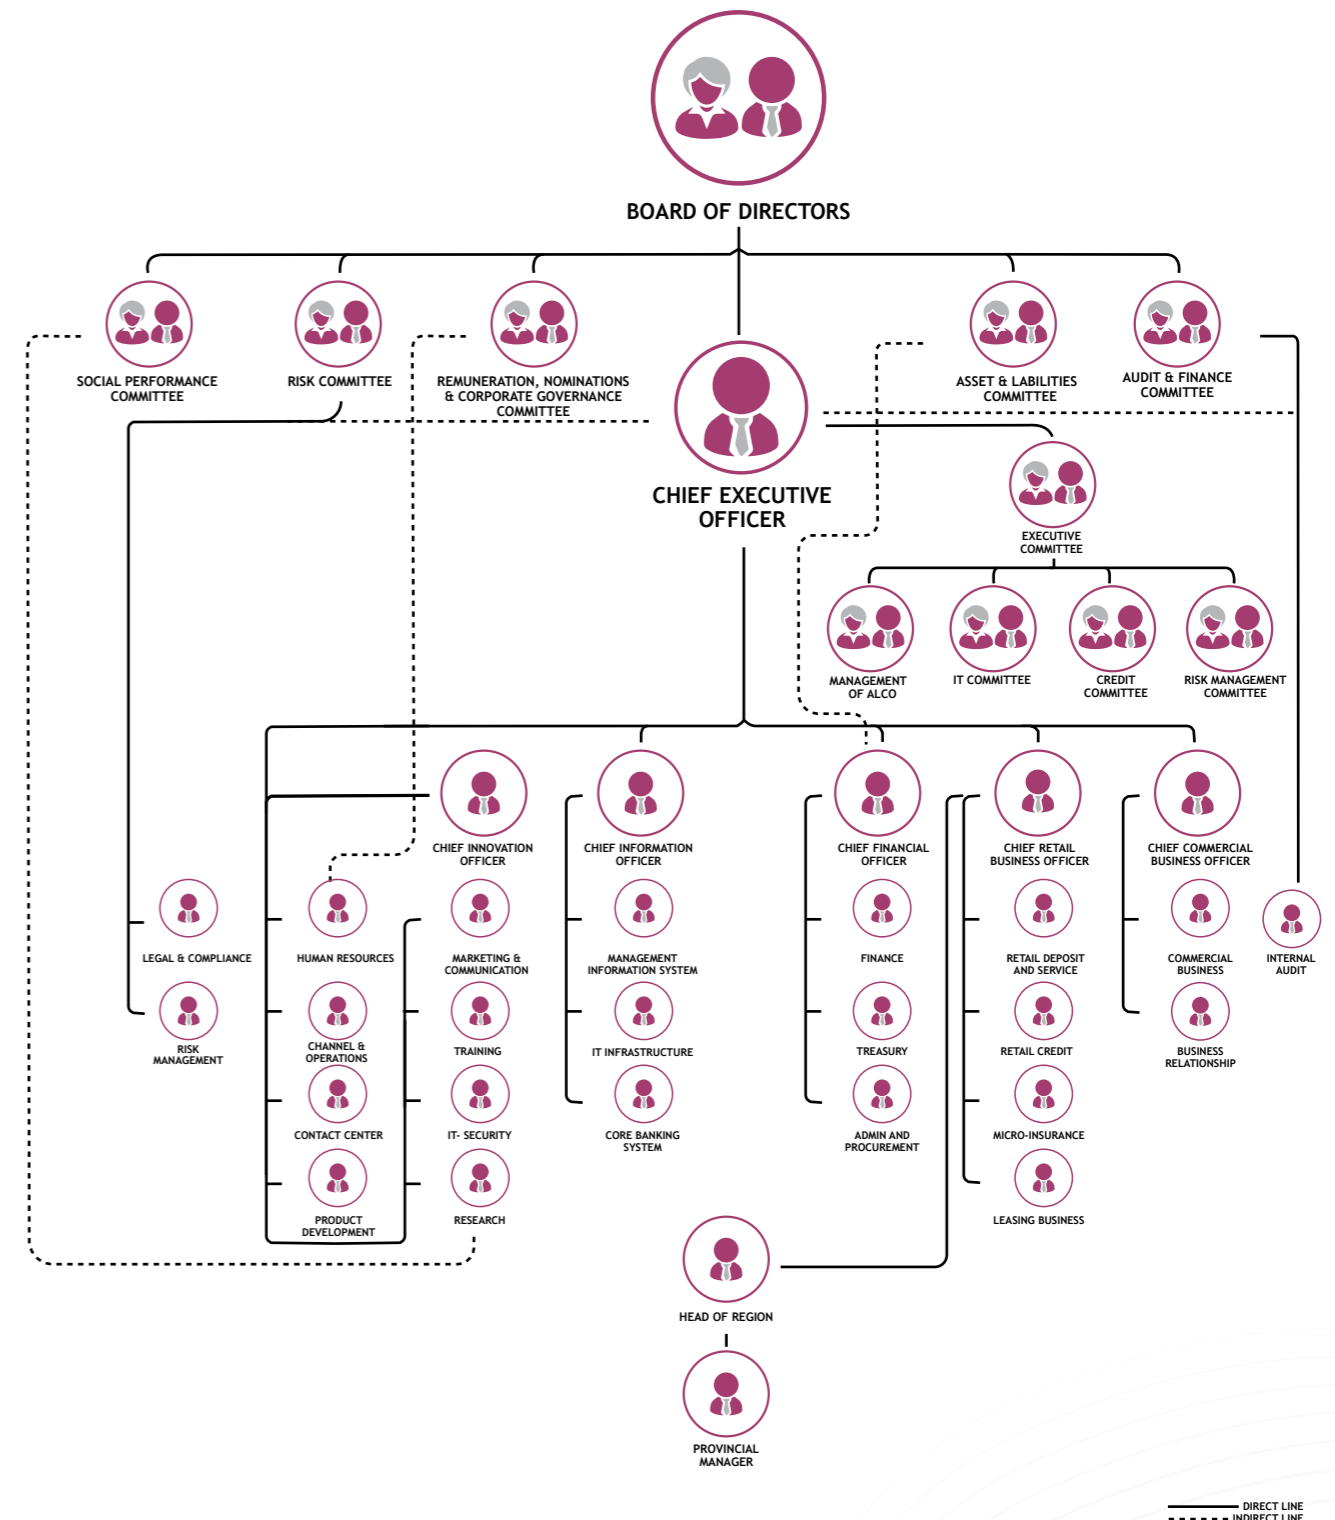 BOARD OF DIRECTORS
SOCIAL PERFORMANCE
COMMITTEE
RISK COMMITTEE
REMUNERATION, NOMINATIONS
& CORPORATE GOVERNANCE
COMMITTEE
ASSET & LABILITIES
COMMITTEE
AUDIT & FINANCE
COMMITTEE
CHIEF EXECUTIVE
OFFICER
EXECUTIVE
COMMITTEE
MANAGEMENT
OF ALCO
IT COMMITTEE
CREDIT
COMMITTEE
RISK MANAGEMENT
COMMITTEE
CHIEF INNOVATION
OFFICER
CHIEF INFORMATION
OFFICER
CHIEF FINANCIAL
OFFICER
CHIEF RETAIL
BUSINESS OFFICER
CHIEF COMMERCIAL
BUSINESS OFFICER
LEGAL & COMPLIANCE
HUMAN RESOURCES
MARKETING &
COMMUNICATION
MANAGEMENT
INFORMATION SYSTEM
FINANCE
RETAIL DEPOSIT
AND SERVICE
COMMERCIAL
BUSINESS
INTERNAL
AUDIT
RISK
MANAGEMENT
CHANNEL &
OPERATIONS
TRAINING
IT INFRASTRUCTURE
TREASURY
RETAIL CREDIT
BUSINESS
RELATIONSHIP
CONTACT CENTER
IT- SECURITY
CORE BANKING
SYSTEM
ADMIN AND
PROCUREMENT
MICRO-INSURANCE
PRODUCT
DEVELOPMENT
RESEARCH
LEASING BUSINESS
HEAD OF REGION
PROVINCIAL
MANAGER
DIRECT LINE
INDIRECT LINE